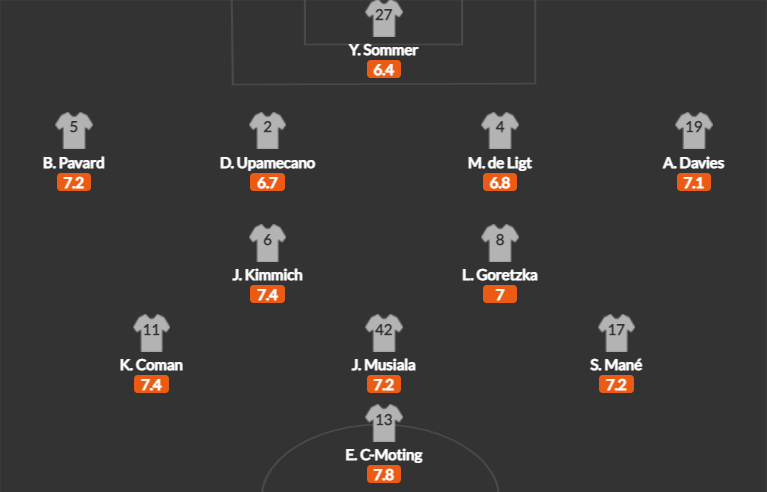 27
Y. Sommer
6.4
5 2 4 19
B. Pavard D. Upamecano M. de Ligt A. Davies
7.2 6.7 6.8 7.1
6 8
J. Kimmich L. Goretzka
7.4 7
11 42 17
K. Coman J. Musiala S. Mané
7.4 7.2 7.2
13
E. C-Moting
7.8